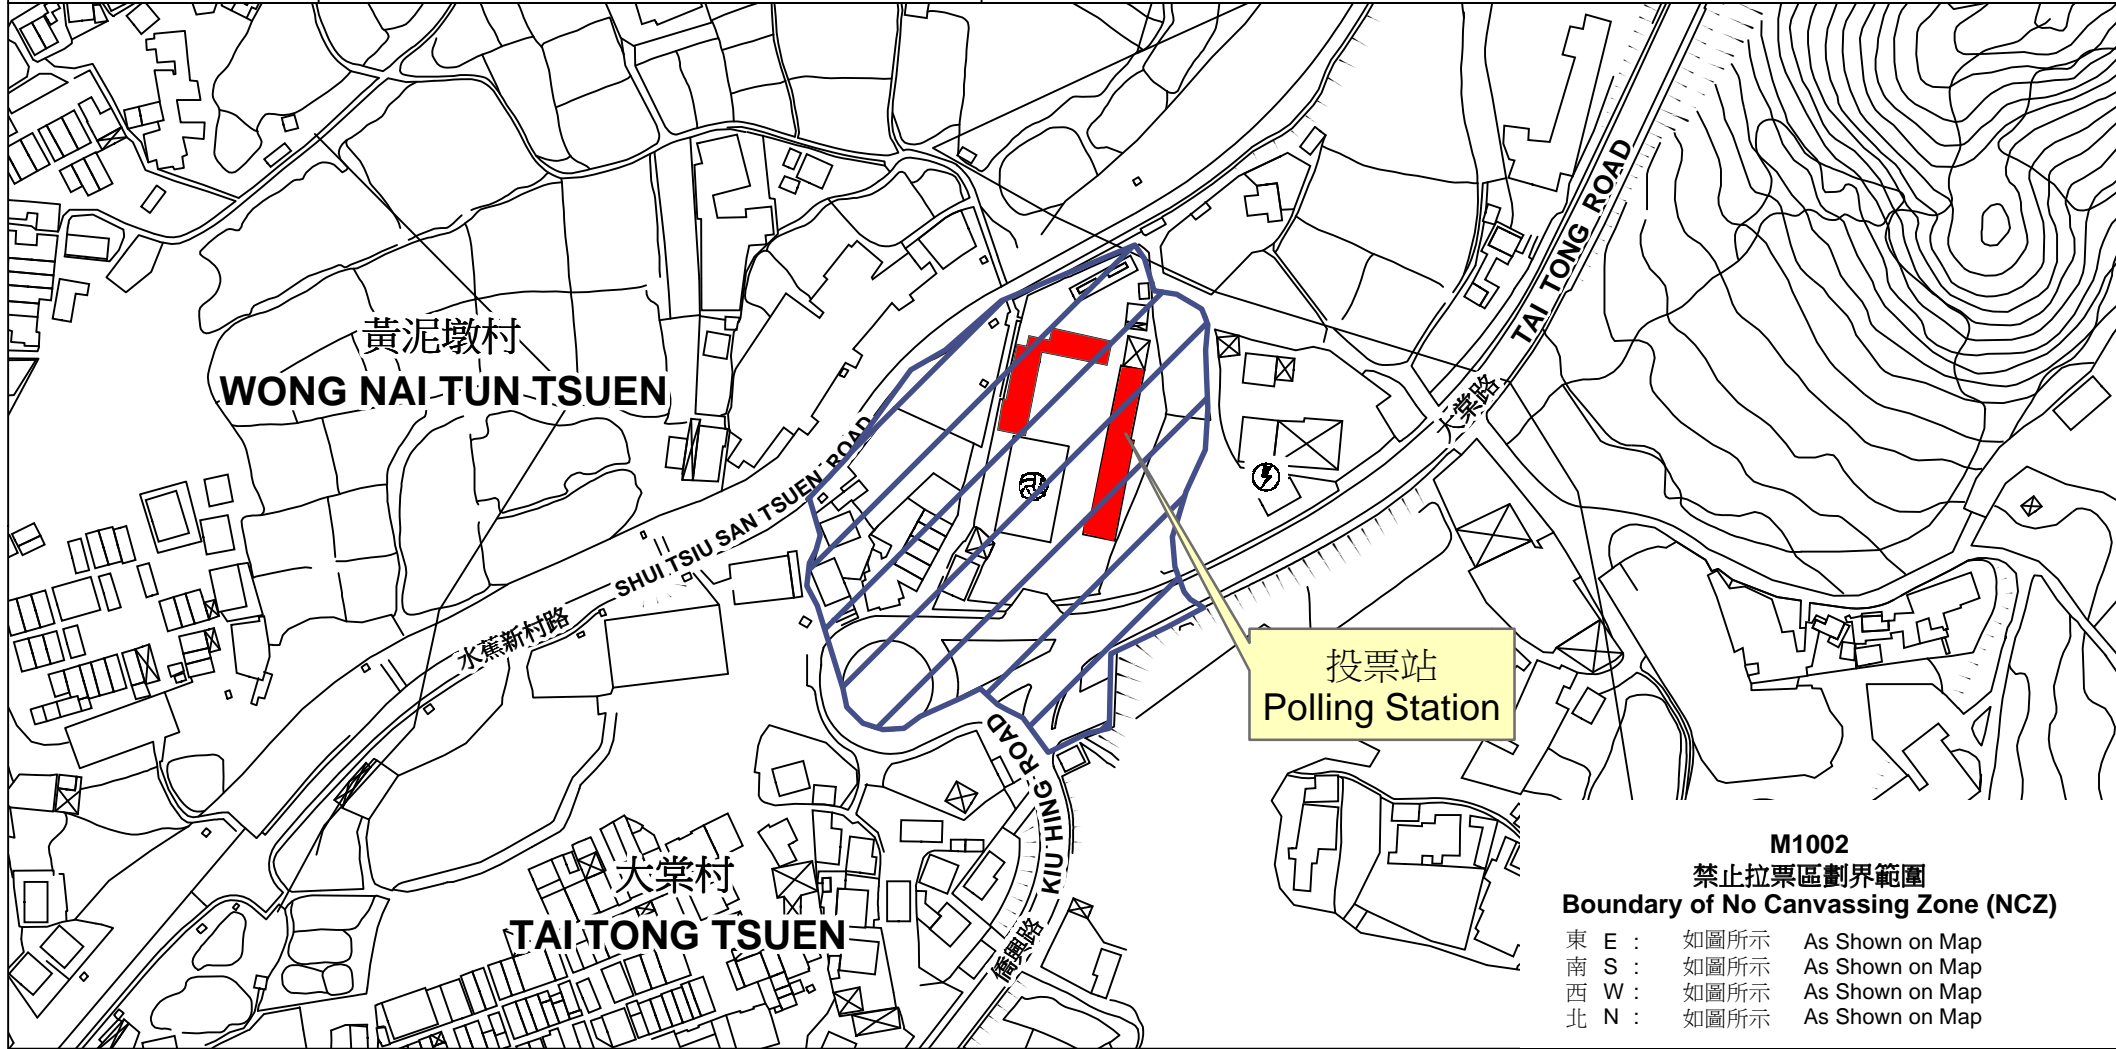 黃泥墩村
WONG NAI TUN TSUEN
TAI TONG ROAD
大棠路
SHUI TSIU SAN TSUEN ROAD
水蕉新村路
投票站
Polling Station
KIU HING ROAD
僑興路
大棠村
TAI TONG TSUEN
M1002
禁止拉票區劃界範圍
Boundary of No Canvassing Zone (NCZ)
東 E : 如圖所示 As Shown on Map
南 S : 如圖所示 As Shown on Map
西 W : 如圖所示 As Shown on Map
北 N : 如圖所示 As Shown on Map